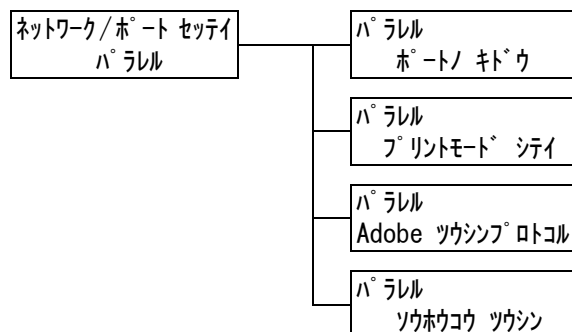 ネットワーク/ポート セッテイ
パラレル
パラレル
ポートノ キドウ
パラレル
プリントモード シテイ
パラレル
Adobe ツウシンプロトコル
パラレル
ソウホウコウ ツウシン